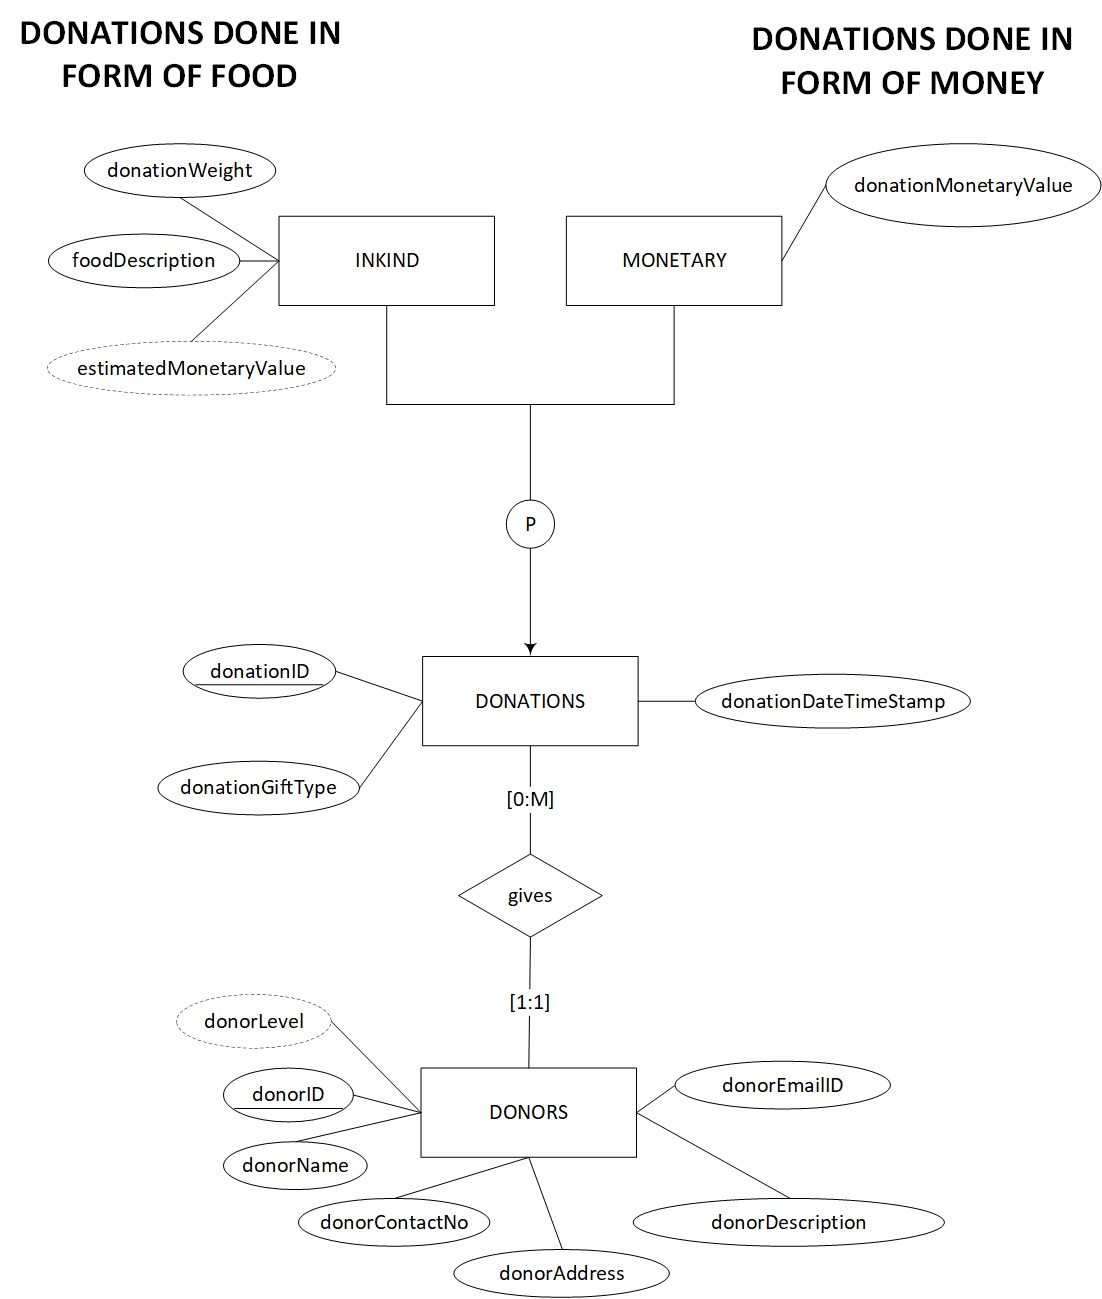 DONATIONS DONE IN
FORM OF FOOD
DONATIONS DONE IN
FORM OF MONEY
donationWeight
donationMonetaryValue
foodDescription
INKIND
MONETARY
estimatedMonetaryValue
P
donationID
DONATIONS
donationDateTimeStamp
donationGiftType
[0:M]
gives
[1:1]
donorLevel
donorID
DONORS
donorEmailID
donorName
donorContactNo
donorDescription
donorAddress